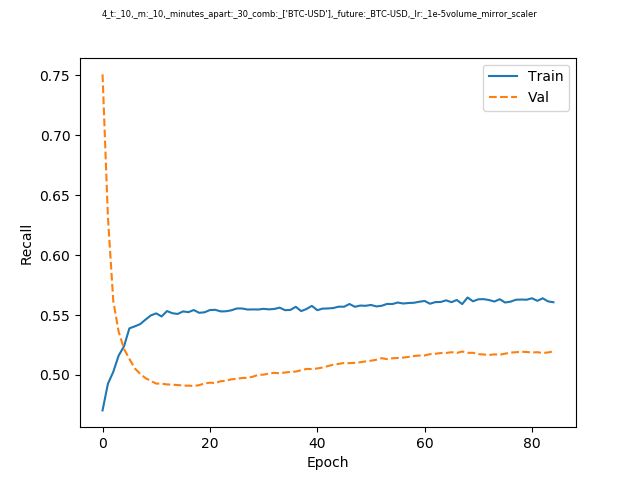 4_t:_10,_m:_10,_minutes_apart:_30_comb:_['BTC-USD'],_future:_BTC-USD,_lr:_1e-5volume_mirror_scaler
Train
Val
0.75
0.70
0.65
0.60
0.55
0.50
Recall
0 20 40 60 80
Epoch